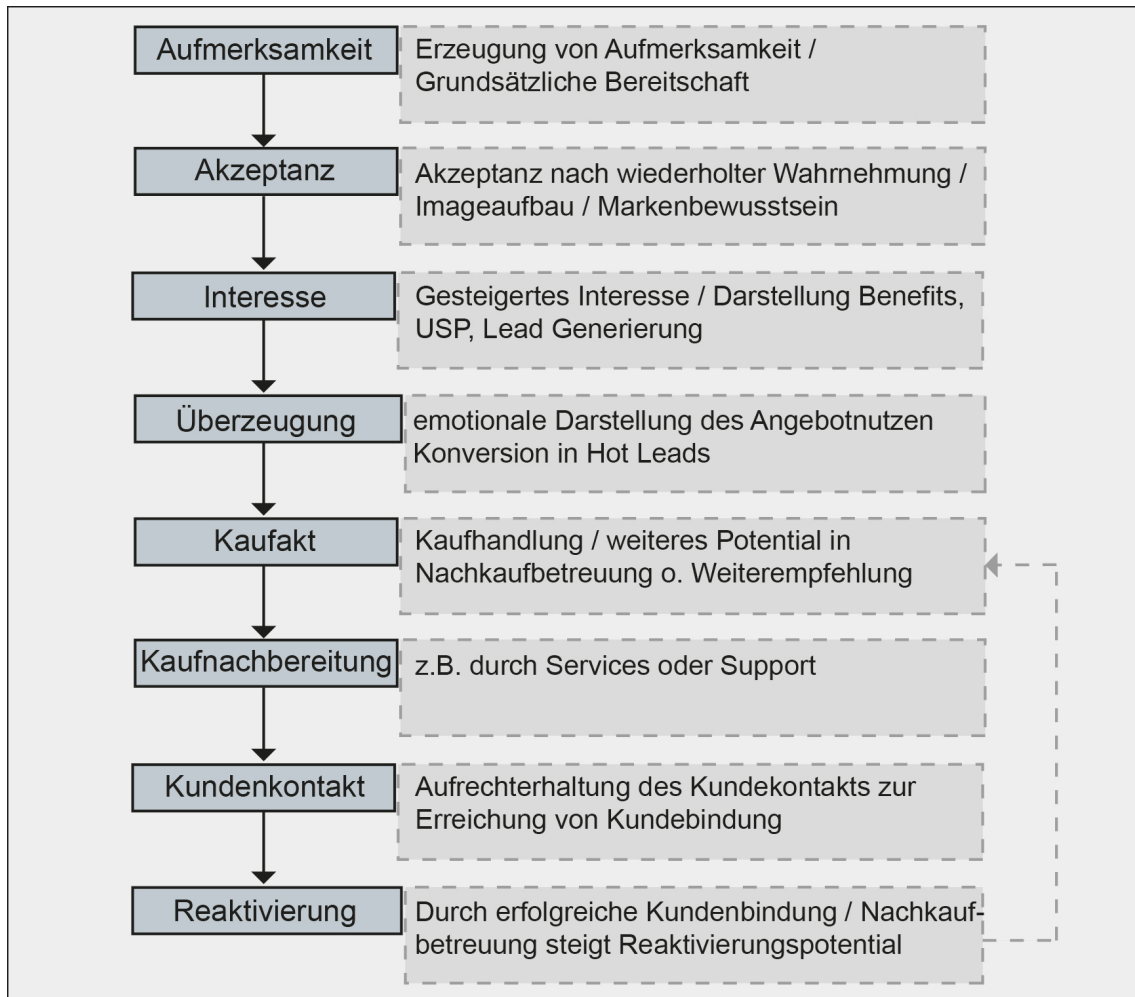 Aufmerksamkeit
Erzeugung von Aufmerksamkeit /
Grundsätzliche Bereitschaft
Akzeptanz
Akzeptanz nach wiederholter Wahrnehmung /
Imageaufbau / Markenbewusstsein
Interesse
Gesteigertes Interesse / Darstellung Benefits,
USP, Lead Generierung
Überzeugung
emotionale Darstellung des Angebotnutzen
Konversion in Hot Leads
Kaufakt
Kaufhandlung / weiteres Potential in
Nachkaufbetreuung o. Weiterempfehlung
Kaufnachbereitung
z.B. durch Services oder Support
Kundenkontakt
Aufrechterhaltung des Kundekontakts zur
Erreichung von Kundebindung
Reaktivierung
Durch erfolgreiche Kundenbindung / Nachkauf-
betreuung steigt Reaktivierungspotential